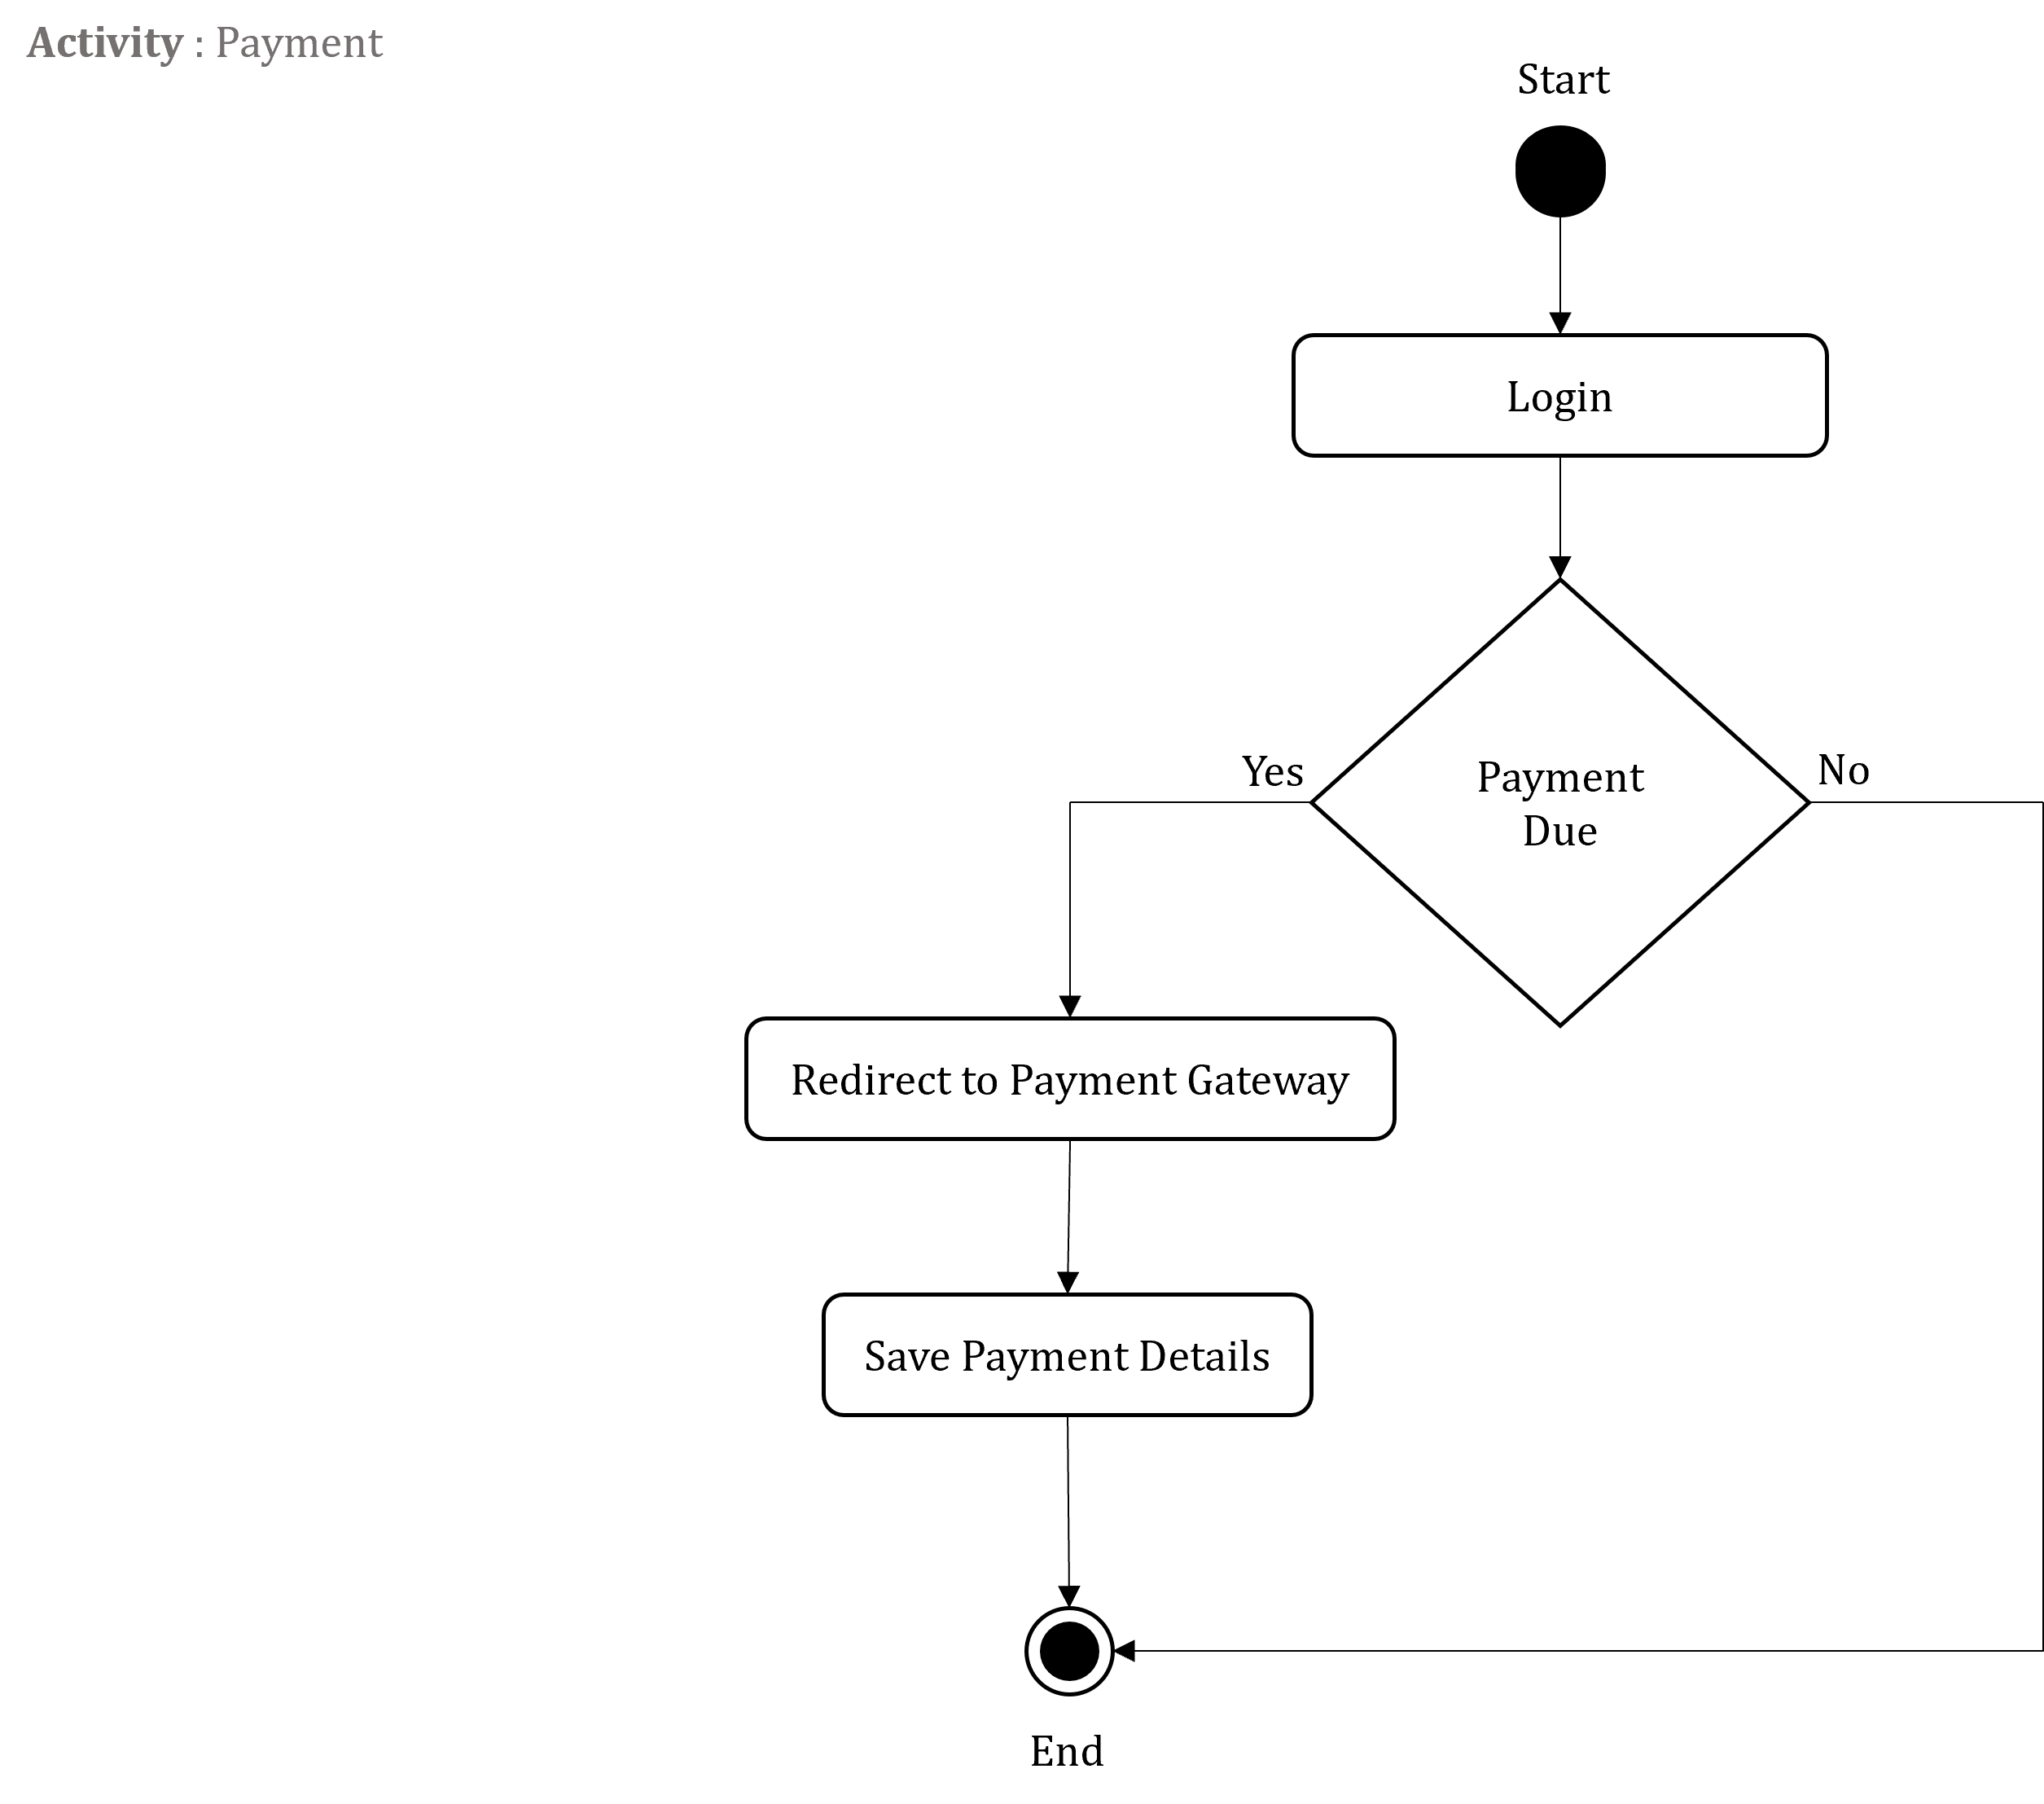 Activity : Payment
Start
Login
Yes
No
Payment
Due
Redirect to Payment Gateway
Save Payment Details
End